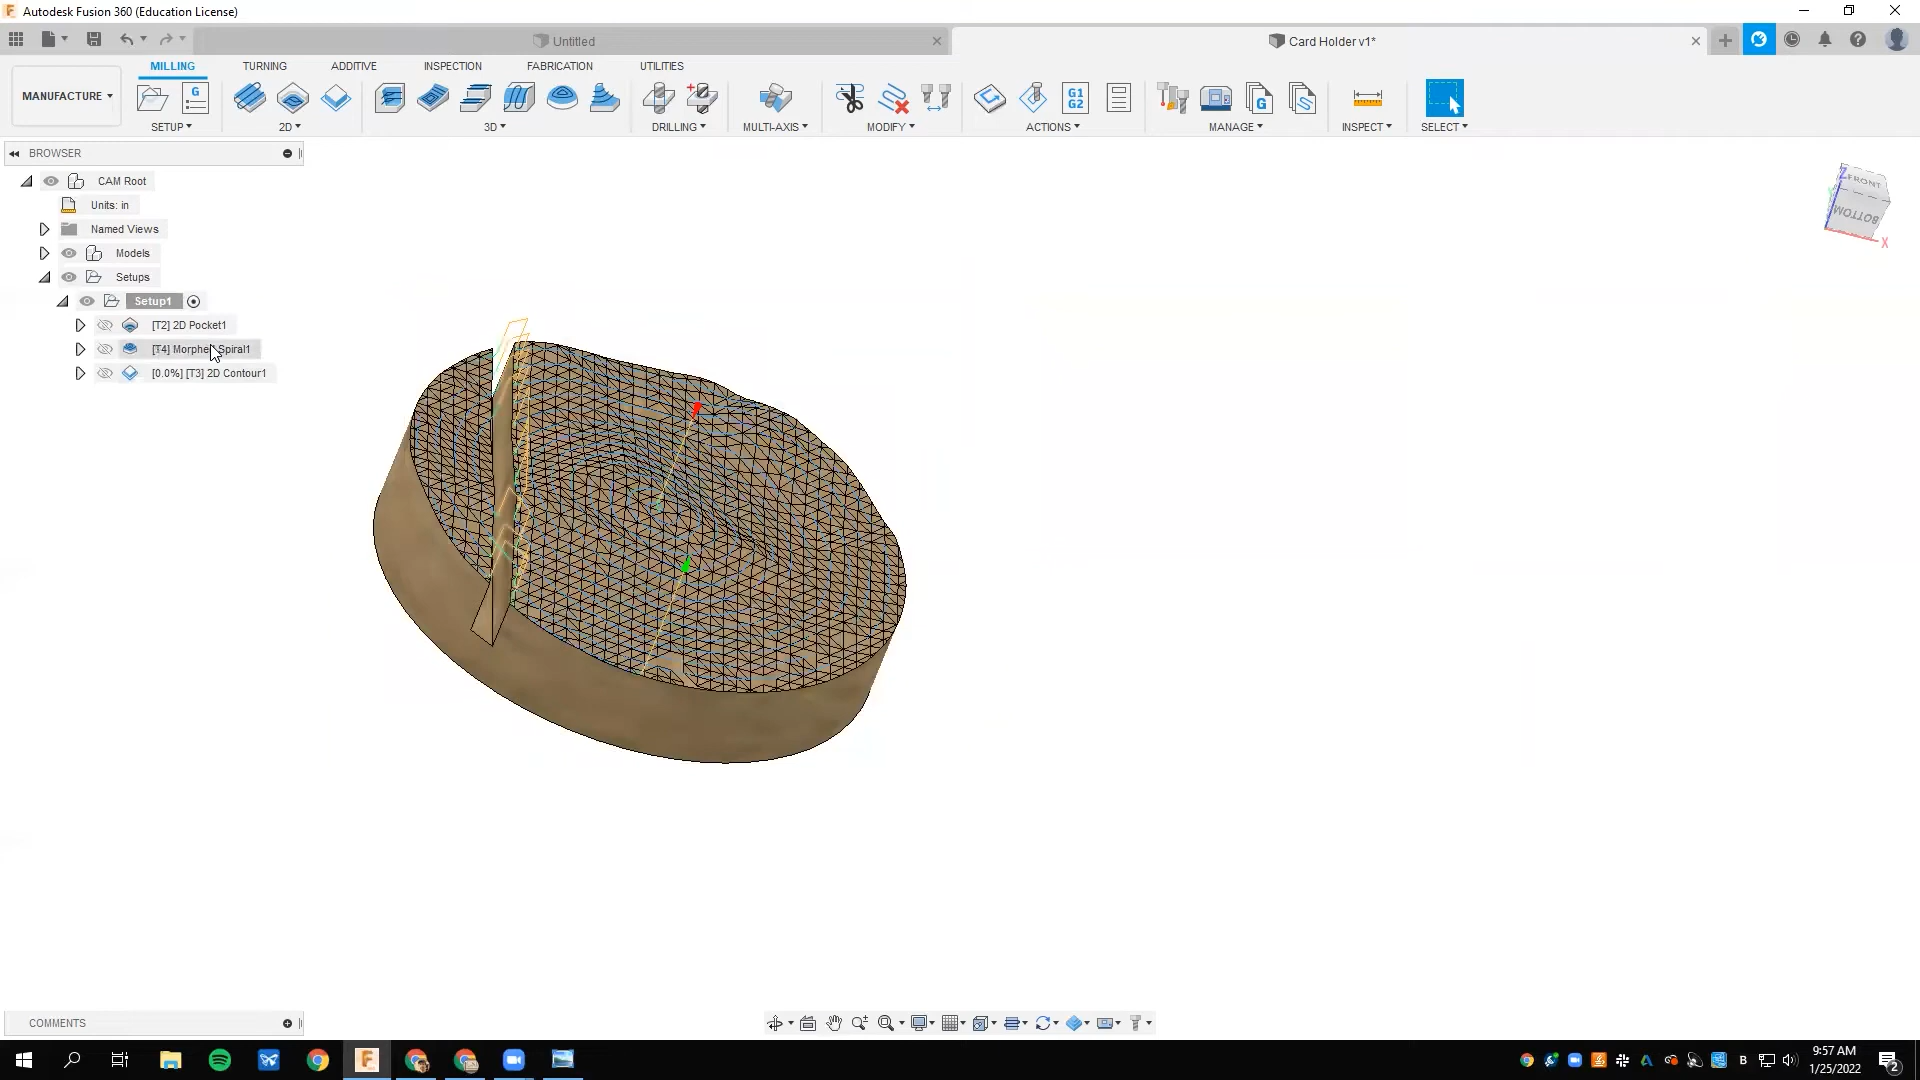 Autodesk Fusion 360 (Education License)
Untitled
Card Holder v1*
MILLING TURNING ADDITIVE INSPECTION FABRICATION UTILITIES
MANUFACTURE
SETUP 2D 3D DRILLING MULTI-AXIS MODIFY ACTIONS MANAGE INSPECT SELECT
G
G1
G2
G
BROWSER
CAM Root
Units: in
Named Views
Models
Setups
Setup1
[T2] 2D Pocket1
[T4] Morphed Spiral1
[0.0%] [T3] 2D Contour1
Z
FRONT
BOTTOM
X
COMMENTS
9:57 AM
1/25/2022
2